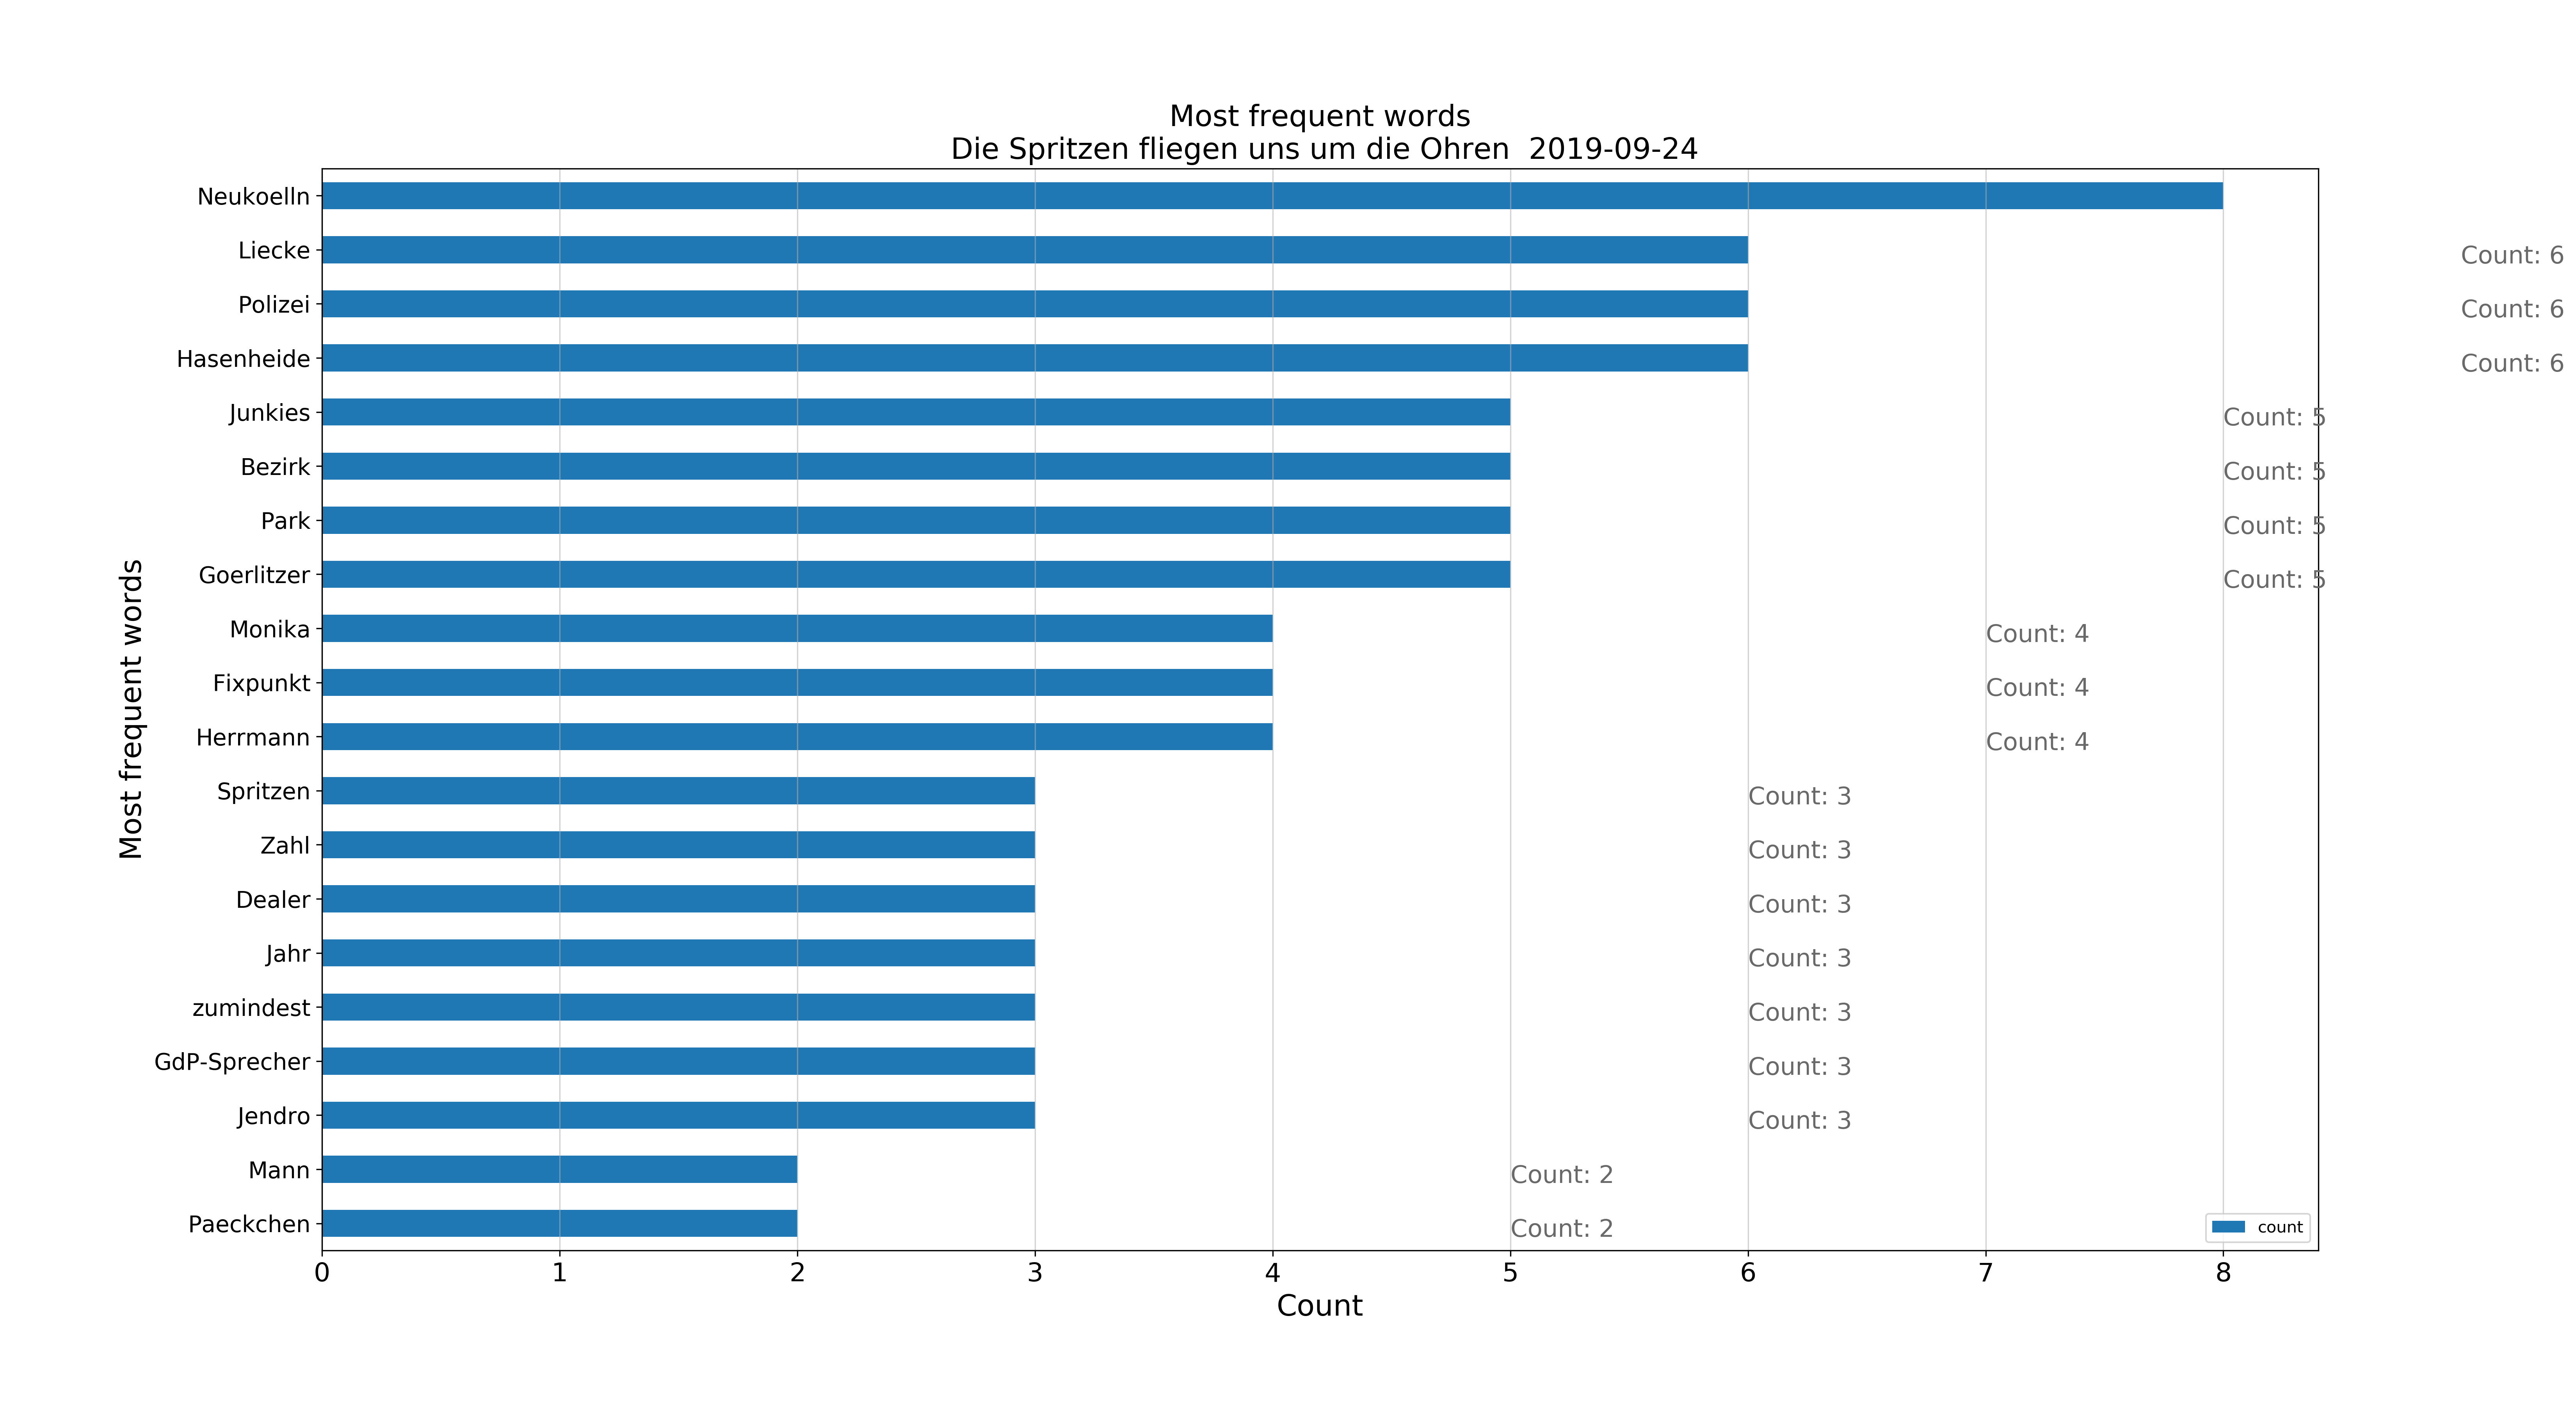 Most frequent words
Die Spritzen fliegen uns um die Ohren  2019-09-24
Most frequent words
Neukoelln
Liecke Count: 6
Polizei Count: 6
Hasenheide Count: 6
Junkies Count: 5
Bezirk Count: 5
Park Count: 5
Goerlitzer Count: 5
Monika Count: 4
Fixpunkt Count: 4
Herrmann Count: 4
Spritzen Count: 3
Zahl Count: 3
Dealer Count: 3
Jahr Count: 3
zumindest Count: 3
GdP-Sprecher Count: 3
Jendro Count: 3
Mann Count: 2
Paeckchen Count: 2
count
0 1 2 3 4 5 6 7 8
Count